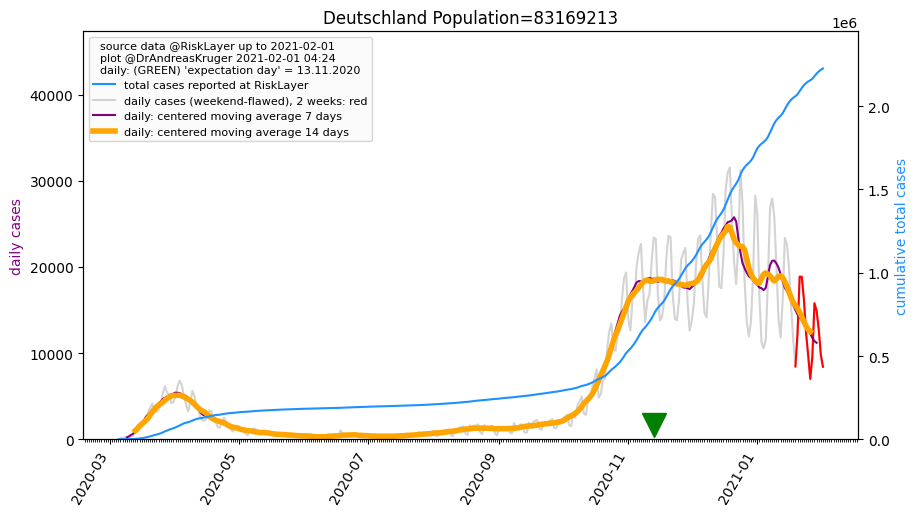 Deutschland Population=83169213
1e6
source data @RiskLayer up to 2021-02-01
plot @DrAndreasKruger 2021-02-01 04:24
daily: (GREEN) 'expectation day' = 13.11.2020
total cases reported at RiskLayer
daily cases (weekend-flawed), 2 weeks: red
daily: centered moving average 7 days
daily: centered moving average 14 days
daily cases
40000
30000
20000
10000
0
2.0
1.5
1.0
0.5
0.0
cumulative total cases
2020-03
2020-05
2020-07
2020-09
2020-11
2021-01